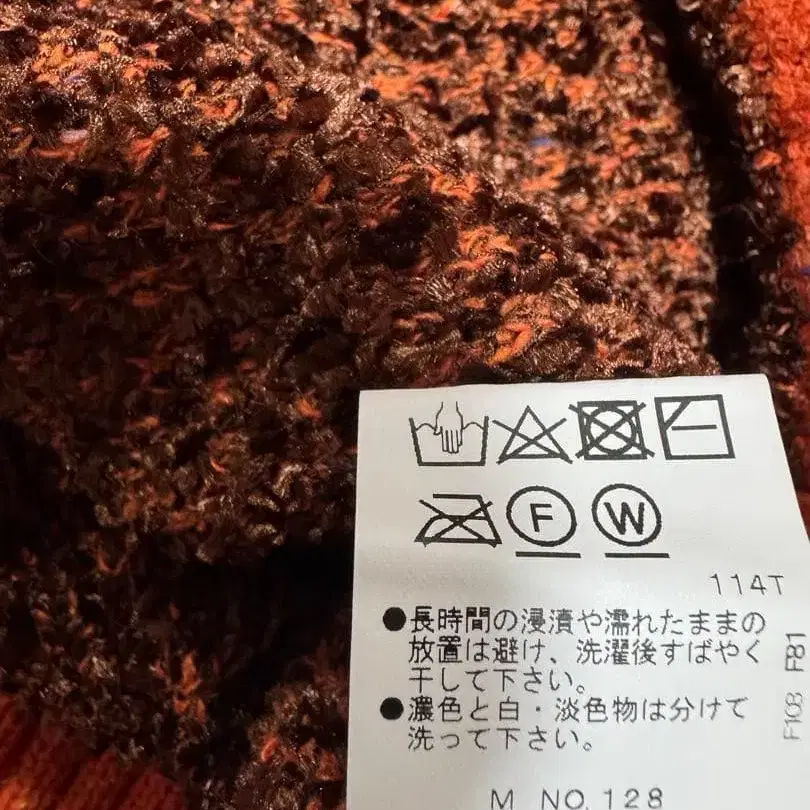 F W
114T
●長時間の浸漬や濡れたままの
放置は避け、洗濯後すばやく
干して下さい。
●濃色と白・淡色物は分けて
洗って下さい。
M NO.128
F108 F81